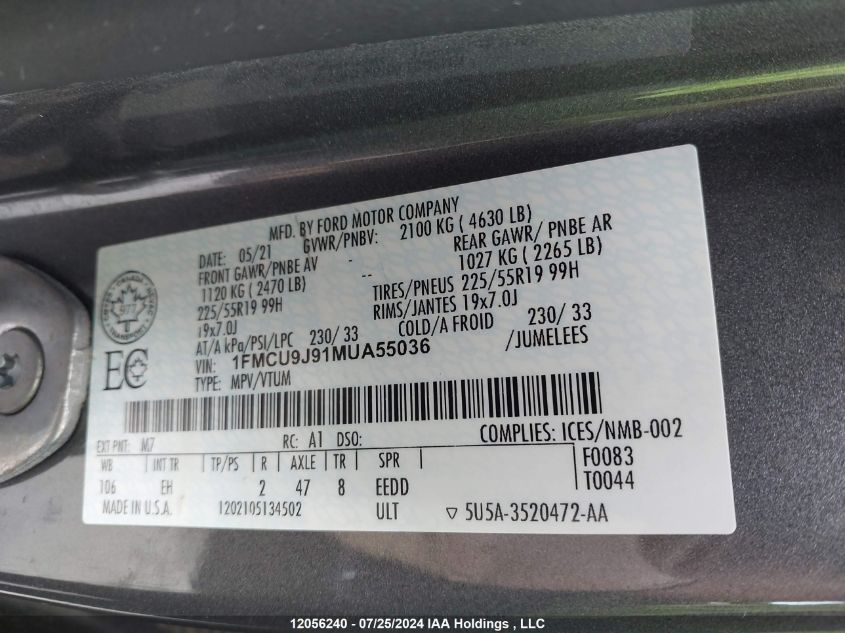 MFD. BY FORD MOTOR COMPANY
DATE: 05/21 GVWR/PNBV: 2100 KG ( 4630 LB)
FRONT GAWR/PNBE AV - REAR GAWR/ PNBE AR
1120 KG ( 2470 LB) -- 1027 KG ( 2265 LB)
225/55R19 99H TIRES/PNEUS 225/55R19 99H
19x7.0J RIMS/JANTES 19x7.0J
AT/A kPa/PSI/LPC 230/ 33 COLD/A FROID 230/ 33
VIN: 1FMCU9J91MUA55036 /JUMELEES
TYPE: MPV/VTUM
977
EC
EXT PNT: M7 RC: A1 DSO: COMPLIES: ICES/NMB-002
WB INT TR TP/PS R AXLE TR SPR F0083
106 EH 2 47 8 EEDD T0044
MADE IN U.S.A. 1202105134502 ULT ▽ 5U5A-3520472-AA
12056240 - 07/25/2024 IAA Holdings , LLC